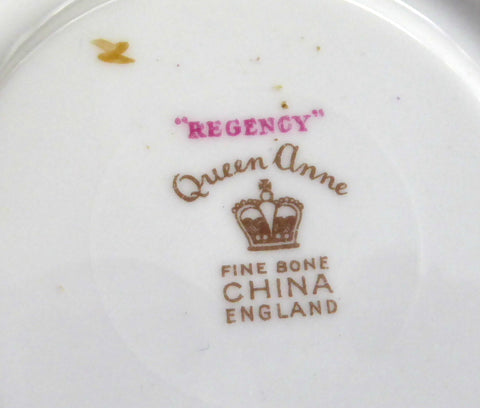 "REGENCY"
Queen Anne
FINE BONE
CHINA
ENGLAND